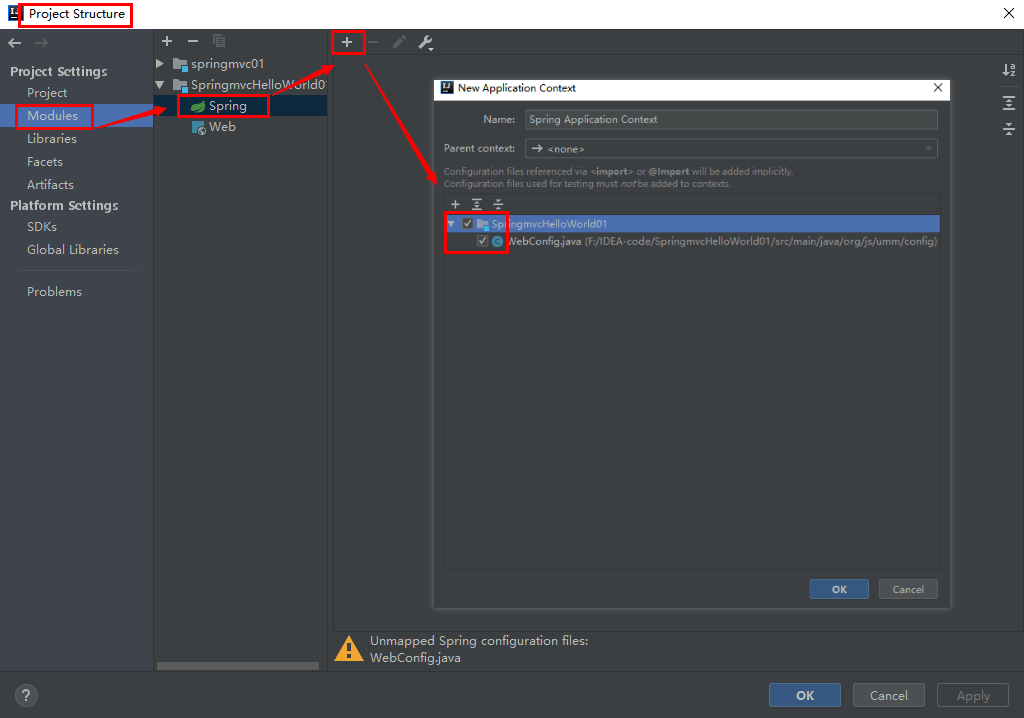 Project Structure
Project Settings
Project
Modules
Libraries
Facets
Artifacts
Platform Settings
SDKs
Global Libraries
Problems
springmvc01
SpringmvcHelloWorld01
Spring
Web
New Application Context
Name: Spring Application Context
Parent context: <none>
Configuration files referenced via <import> or @Import will be added implicitly.
Configuration files used for testing must not be added to contexts.
SpringmvcHelloWorld01
WebConfig.java (F:/IDEA-code/SpringmvcHelloWorld01/src/main/java/org/js/umm/config)
OK Cancel
Unmapped Spring configuration files:
WebConfig.java
? OK Cancel Apply